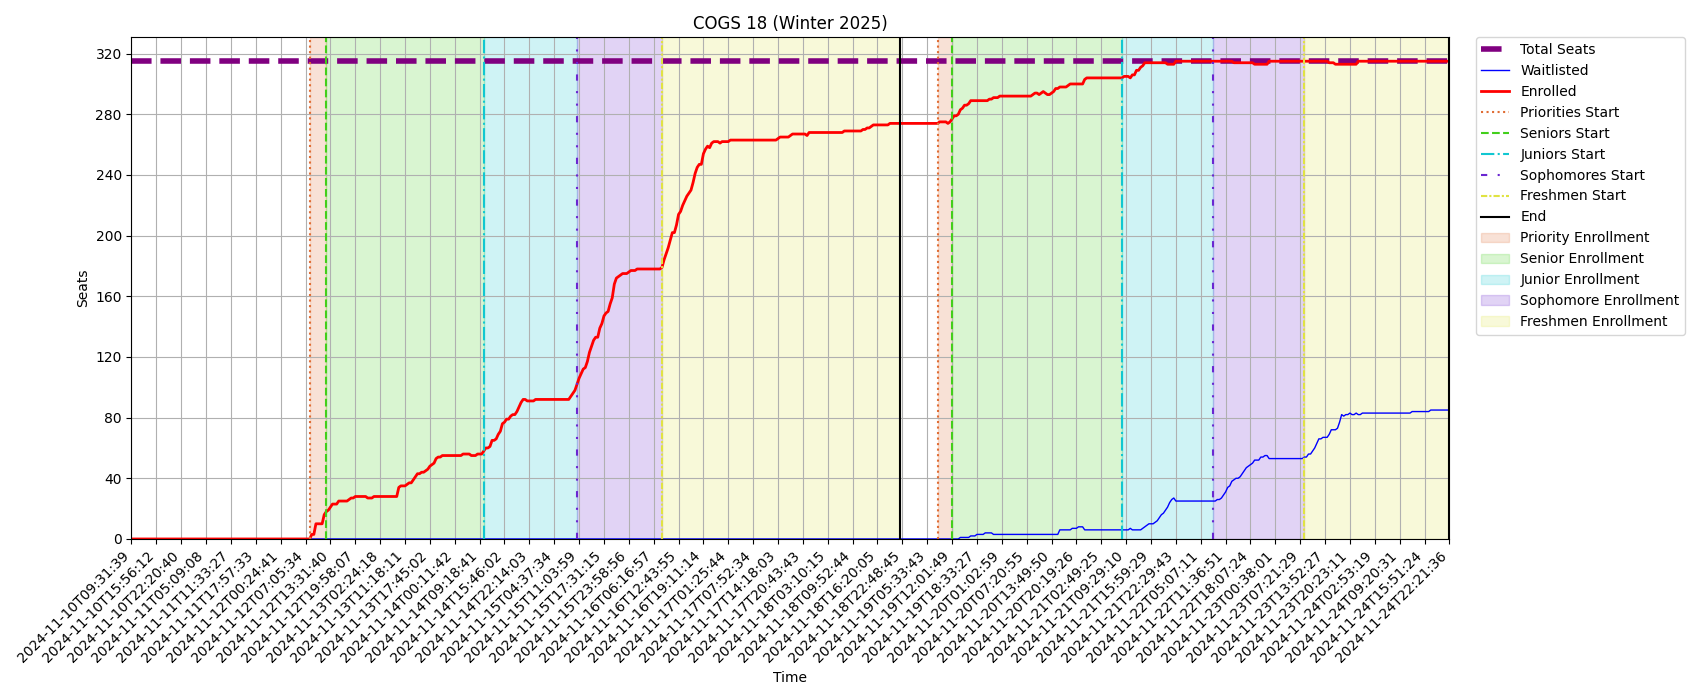 COGS 18 (Winter 2025)
320
280
240
200
160
120
80
40
0
Seats
2024-11-10T09:31:39
2024-11-10T15:56:12
2024-11-10T22:20:40
2024-11-11T05:09:08
2024-11-11T11:33:27
2024-11-11T17:57:33
2024-11-12T00:24:41
2024-11-12T07:05:34
2024-11-12T13:31:40
2024-11-12T19:58:07
2024-11-13T02:24:18
2024-11-13T11:18:11
2024-11-13T17:45:02
2024-11-14T00:11:42
2024-11-14T09:18:41
2024-11-14T15:46:02
2024-11-14T22:14:03
2024-11-15T04:37:34
2024-11-15T11:03:59
2024-11-15T17:31:15
2024-11-15T23:58:56
2024-11-16T06:16:57
2024-11-16T12:43:55
2024-11-16T19:11:14
2024-11-17T01:25:44
2024-11-17T07:52:34
2024-11-17T14:18:03
2024-11-17T20:43:43
2024-11-18T03:10:15
2024-11-18T09:52:44
2024-11-18T16:20:05
2024-11-18T22:48:45
2024-11-19T05:33:43
2024-11-19T12:01:49
2024-11-19T18:33:27
2024-11-20T01:02:59
2024-11-20T07:20:55
2024-11-20T13:49:50
2024-11-20T20:19:26
2024-11-21T02:49:25
2024-11-21T09:29:10
2024-11-21T15:59:29
2024-11-21T22:29:43
2024-11-22T05:07:11
2024-11-22T11:36:51
2024-11-22T18:07:24
2024-11-23T00:38:01
2024-11-23T07:21:29
2024-11-23T13:52:27
2024-11-23T20:23:11
2024-11-24T02:53:19
2024-11-24T09:20:31
2024-11-24T15:51:24
2024-11-24T22:21:36
Time
Total Seats
Waitlisted
Enrolled
Priorities Start
Seniors Start
Juniors Start
Sophomores Start
Freshmen Start
End
Priority Enrollment
Senior Enrollment
Junior Enrollment
Sophomore Enrollment
Freshmen Enrollment